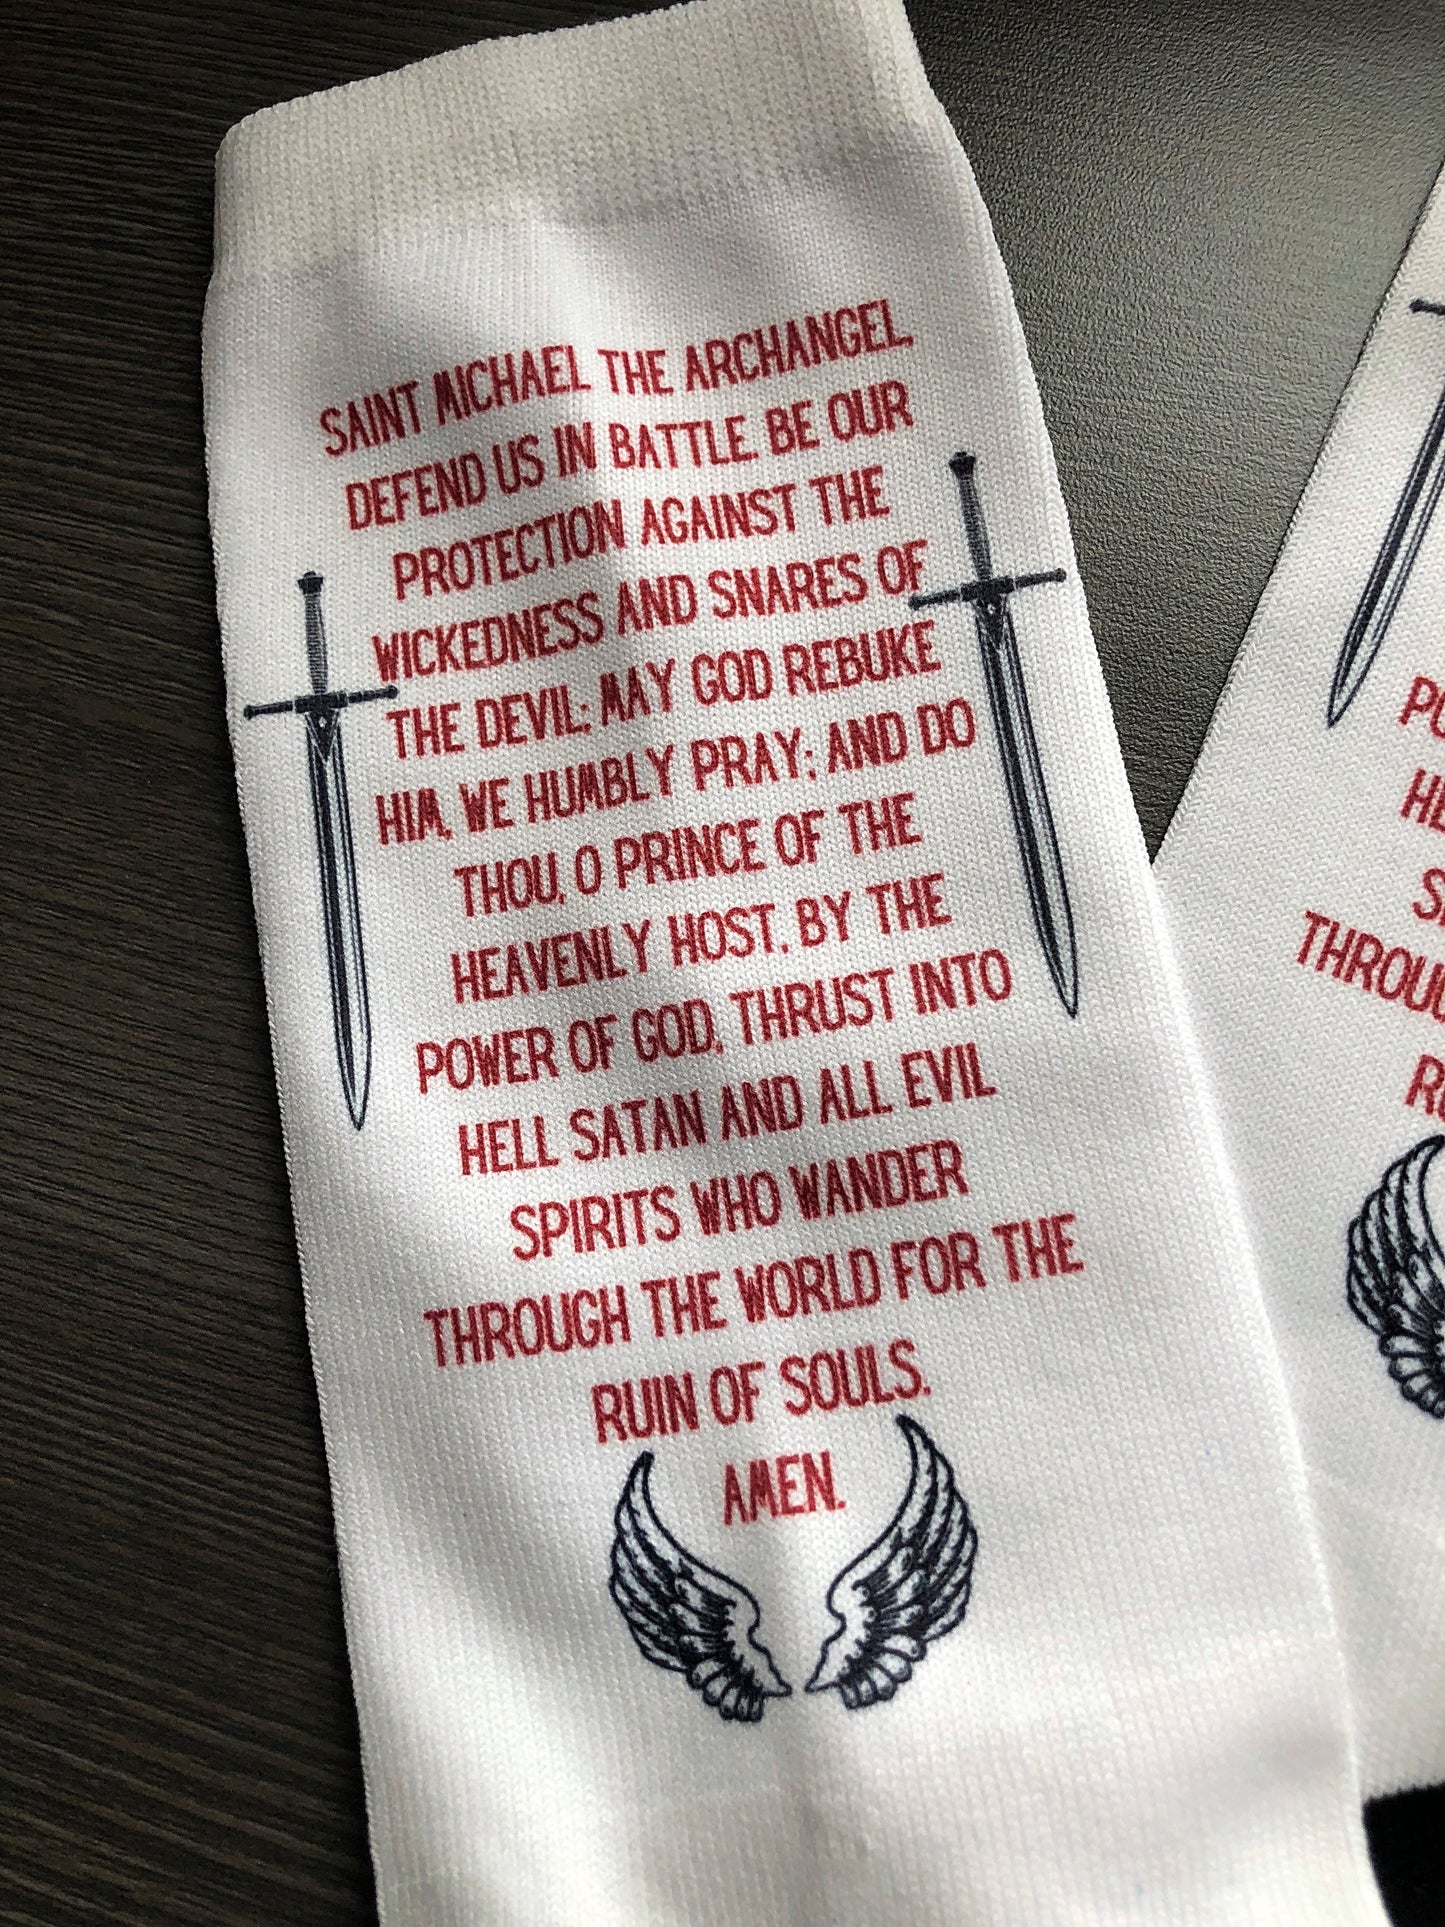 SAINT MICHAEL THE ARCHANGEL,
DEFEND US IN BATTLE. BE OUR
PROTECTION AGAINST THE
WICKEDNESS AND SNARES OF
THE DEVIL; MAY GOD REBUKE
HIM, WE HUMBLY PRAY; AND DO
THOU, O PRINCE OF THE
HEAVENLY HOST, BY THE
POWER OF GOD, THRUST INTO
HELL SATAN AND ALL EVIL
SPIRITS WHO WANDER
THROUGH THE WORLD FOR THE
RUIN OF SOULS.
AMEN.